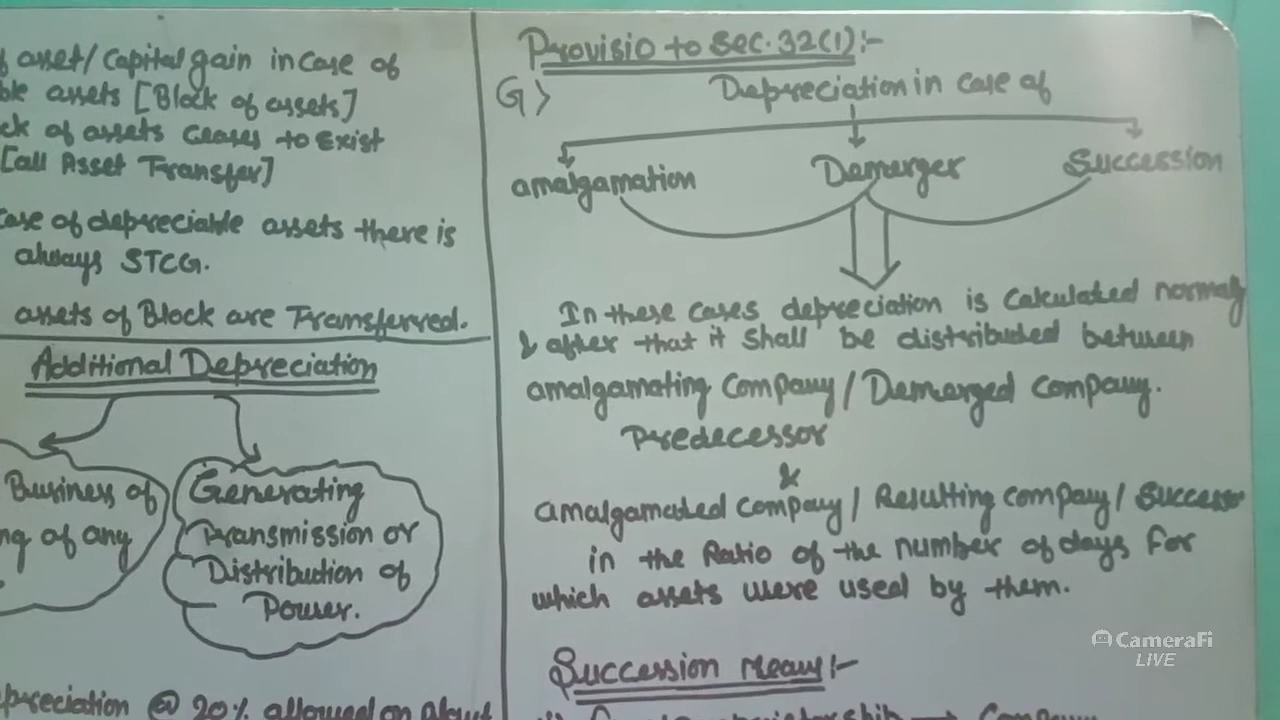 asset/Capital gain in case of
assets [Block of assets]
of assets Ceases to Exist
[all Asset Transfer]
Case of depreciable assets there is
always STCG.
assets of Block are Transferred.
Additional Depreciation
Business of
of any
Generating
Transmission or
Distribution of
Power.
@ 20% allowed on
Provisio to Sec. 32(1):-
G>
Depreciation in case of
amalgamation Demerger Succession
In these cases depreciation is Calculated normally
& after that it shall be distributed between
amalgamating Company / Demerged Company.
Predecessor
&
amalgamated Company / Resulting Company / Successor
in the Ratio of the number of days for
which assets were used by them.
Succession Means:-
Company
CameraFi
LIVE